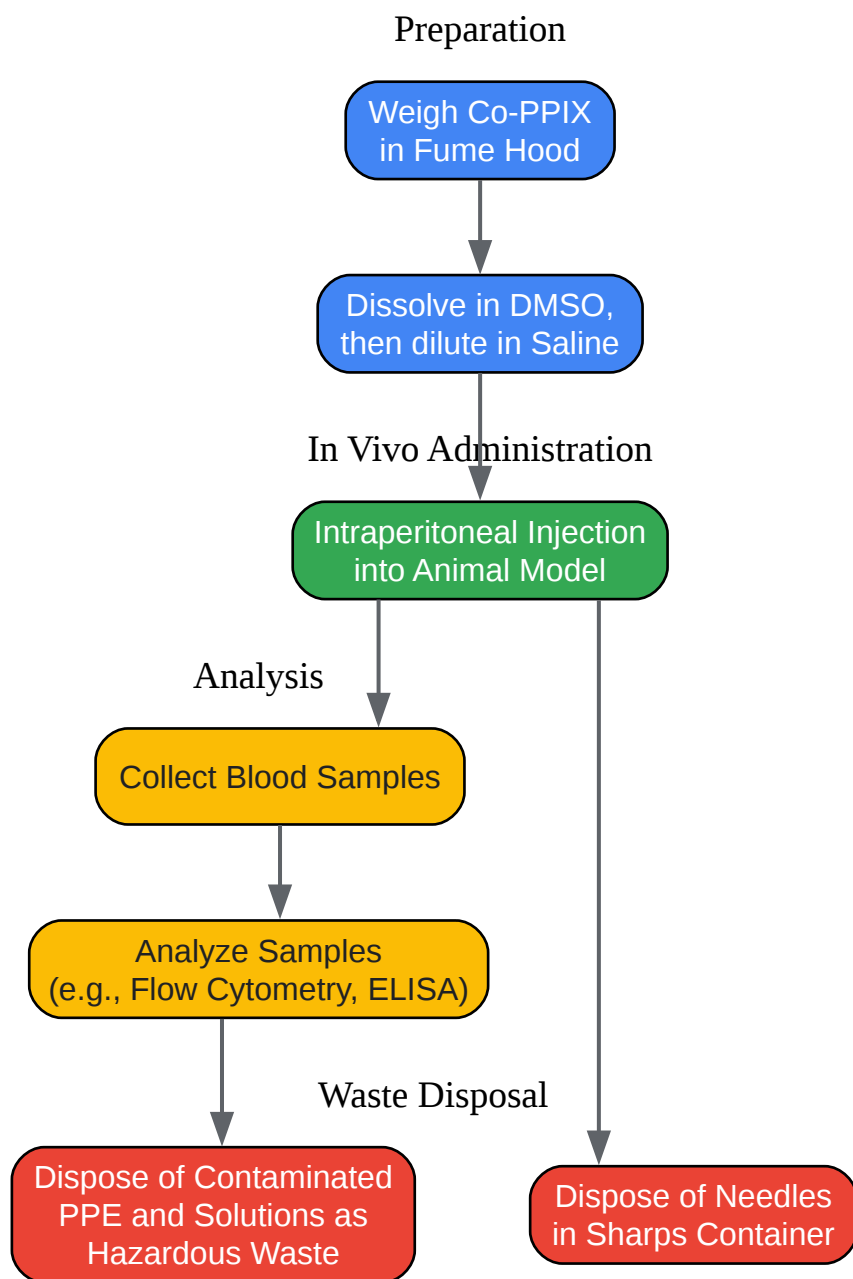 Preparation
Weigh Co-PPIX
in Fume Hood
Dissolve in DMSO,
then dilute in Saline
In Vivo Administration
Intraperitoneal Injection
into Animal Model
Analysis
Collect Blood Samples
Analyze Samples
(e.g., Flow Cytometry, ELISA)
Waste Disposal
Dispose of Contaminated
PPE and Solutions as
Hazardous Waste
Dispose of Needles
in Sharps Container